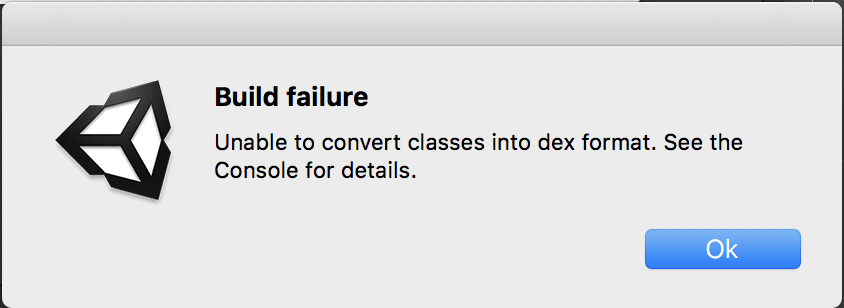 Build failure
Unable to convert classes into dex format. See the
Console for details.
Ok